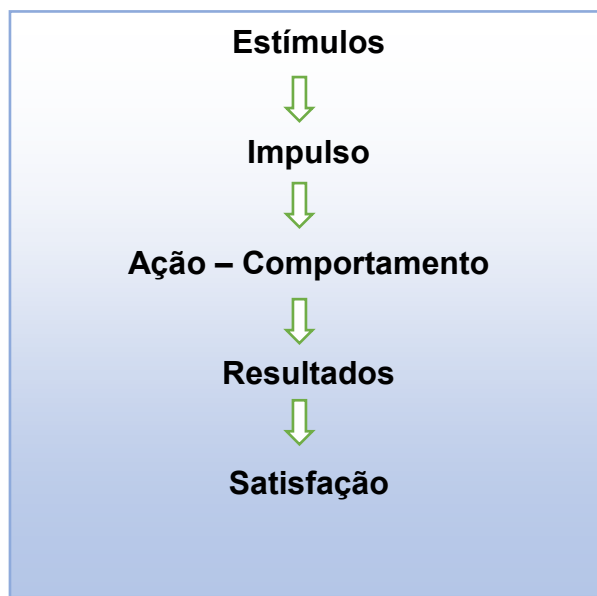 Estímulos
Impulso
Ação – Comportamento
Resultados
Satisfação